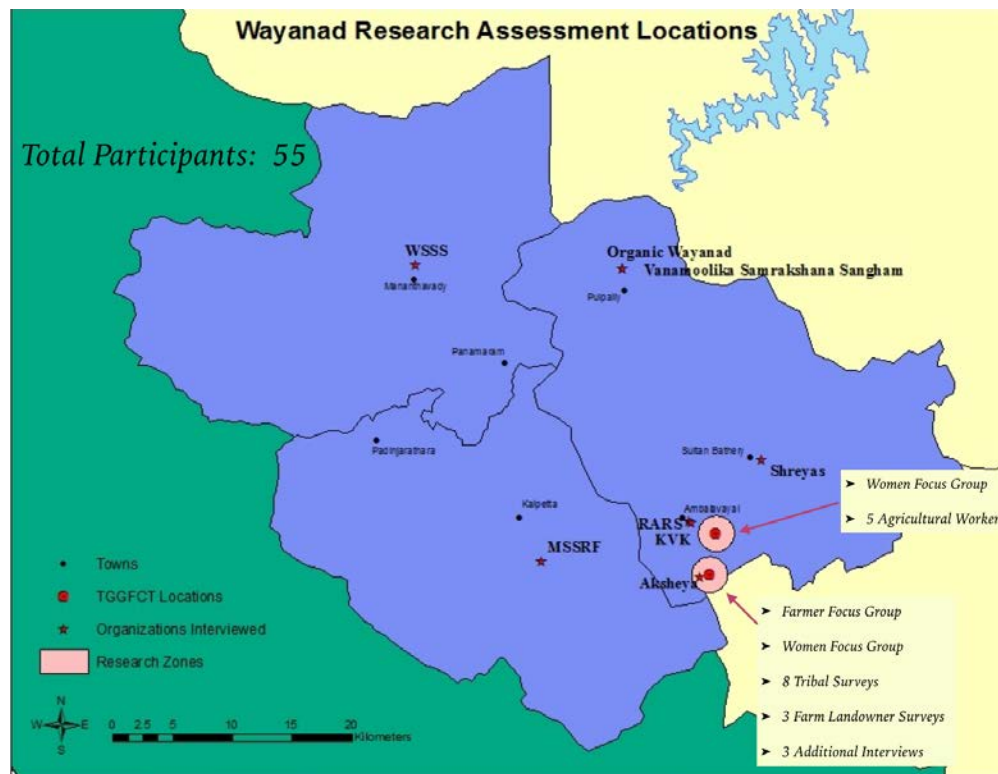 Wayanad Research Assessment Locations
Total Participants: 55
WSSS
Mananthavady
Organic Wayanad
Vanamoolika Samrakshana Sangham
Pulpally
Panamaram
Padinjarathara
Sultan Bathery
Shreyas
Kalpetta
Ambalavayal
RARS
KVK
MSSRF
Aksheya
➤ Women Focus Group
➤ 5 Agricultural Worker
➤ Farmer Focus Group
➤ Women Focus Group
➤ 8 Tribal Surveys
➤ 3 Farm Landowner Surveys
➤ 3 Additional Interviews
Towns
TGGFCT Locations
Organizations Interviewed
Research Zones
N
W E
S
0 2.5 5 10 15 20
Kilometers